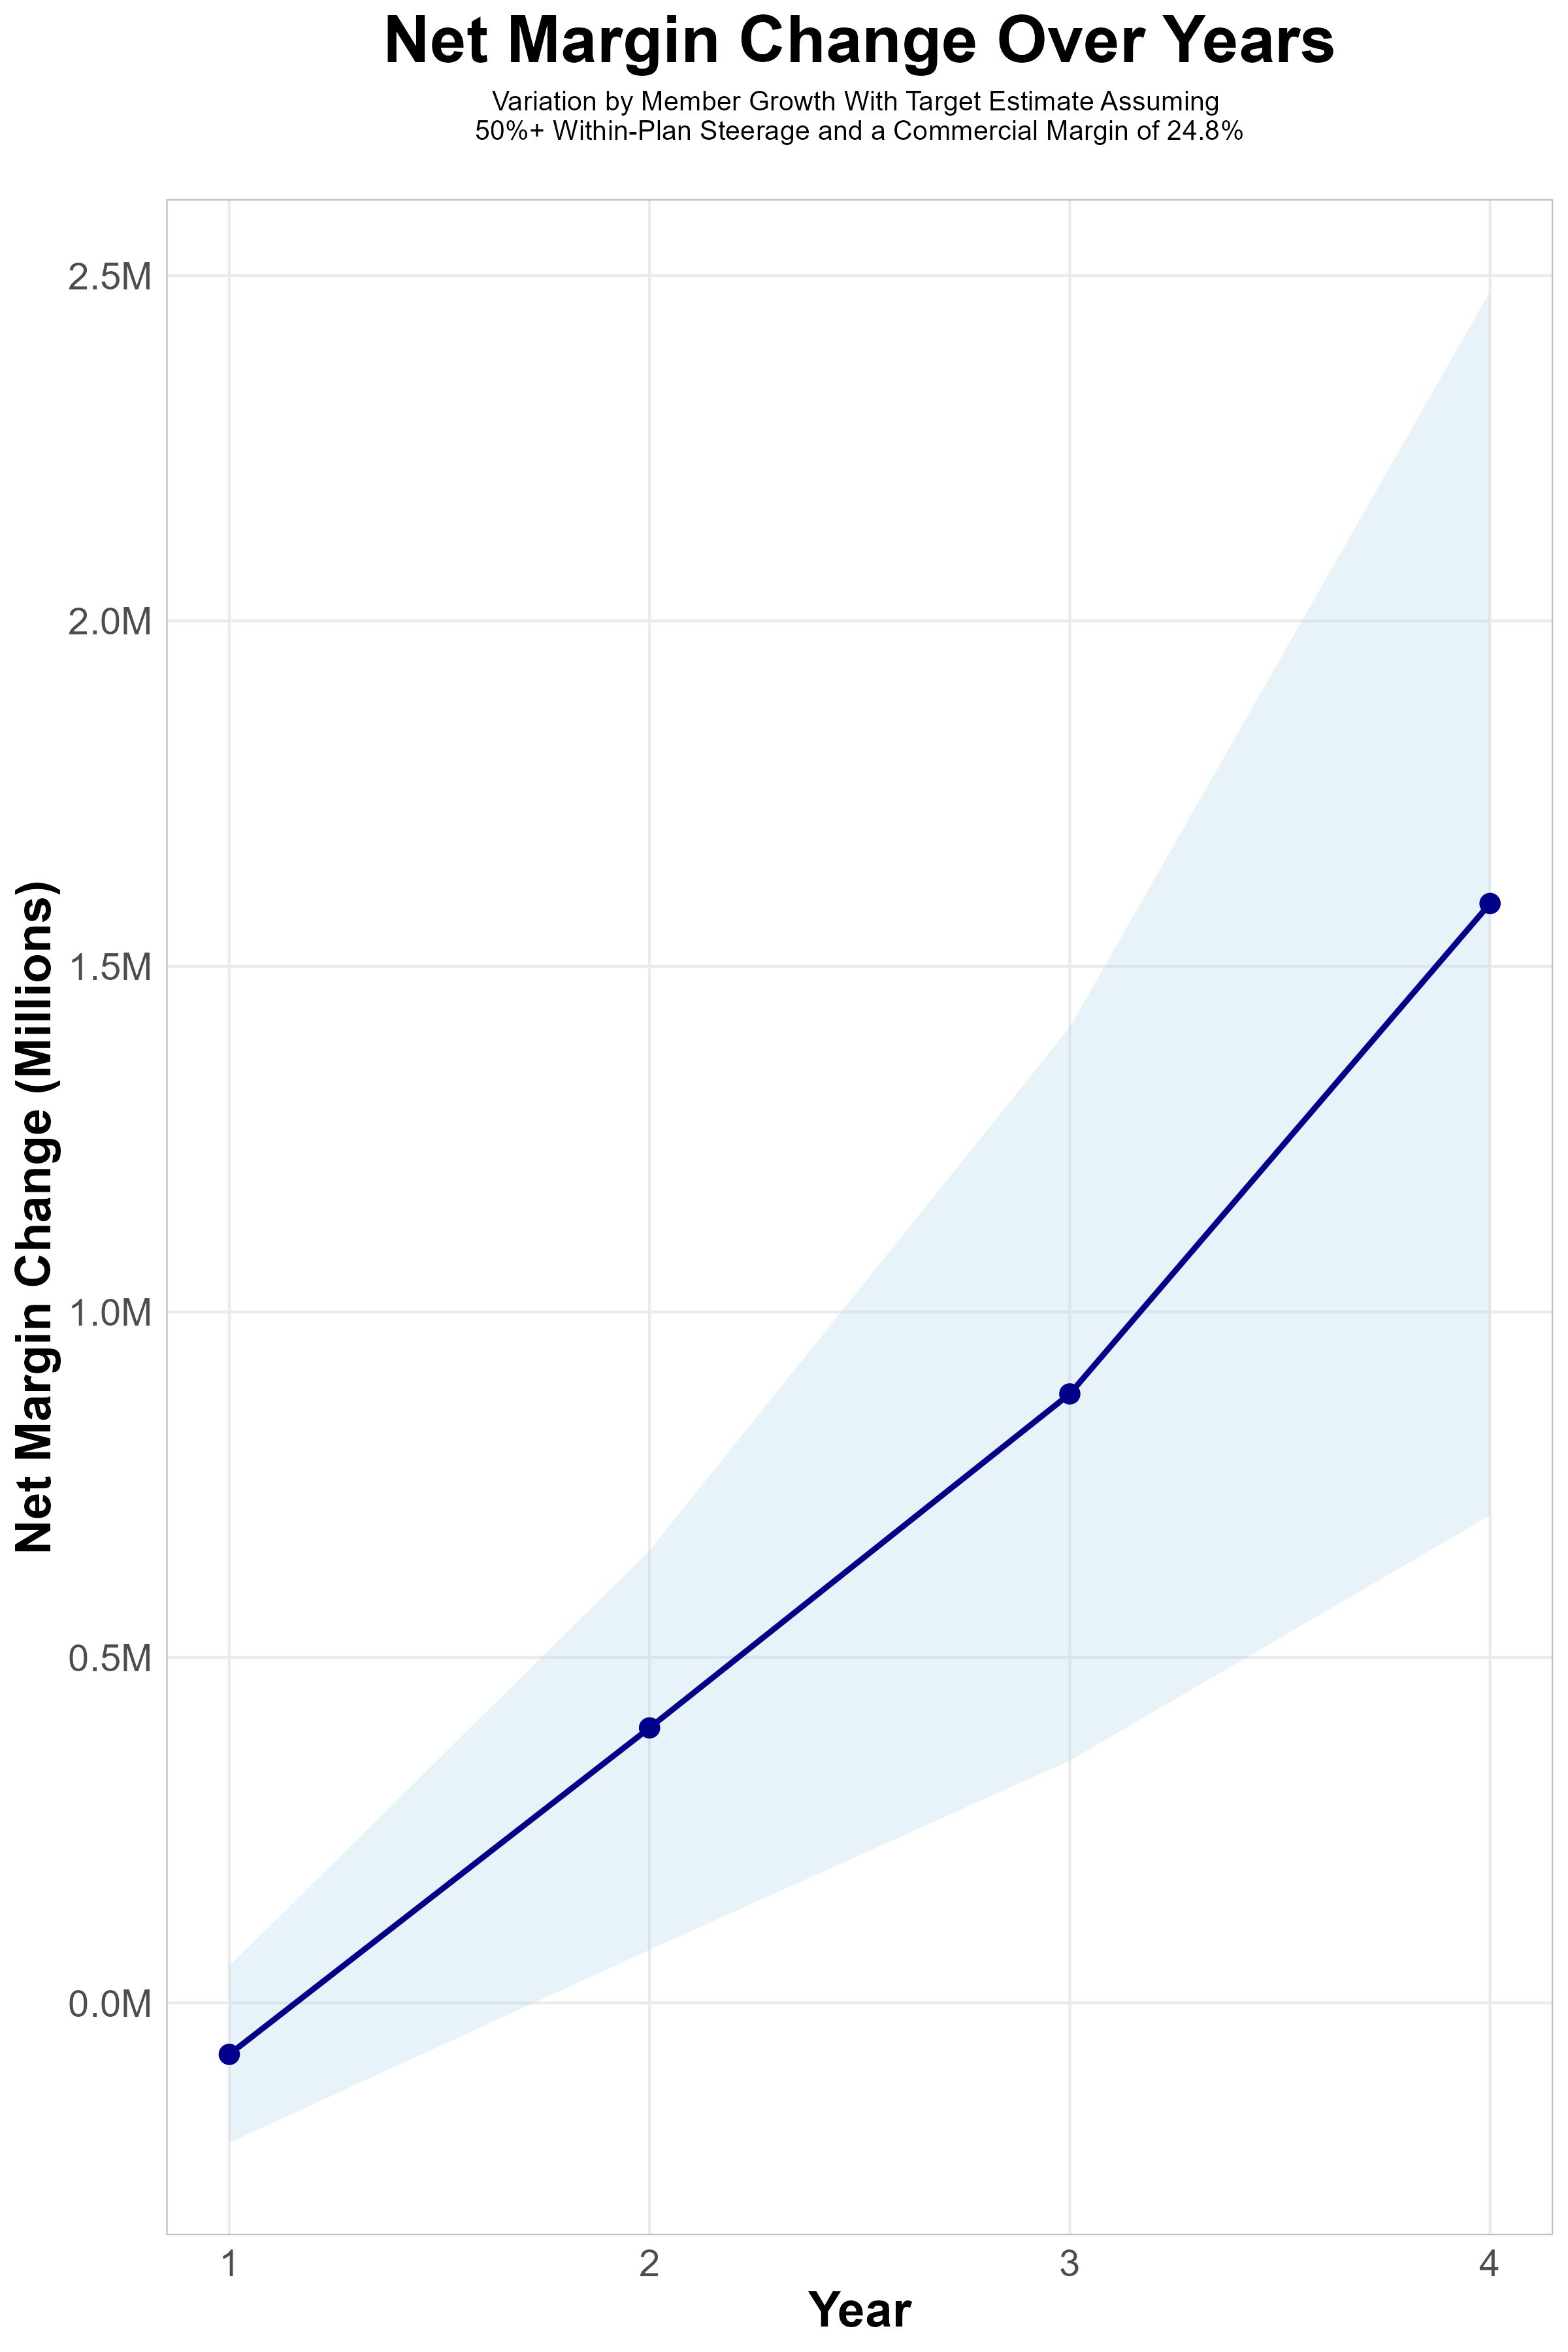 Net Margin Change Over Years
Variation by Member Growth With Target Estimate Assuming
50%+ Within-Plan Steerage and a Commercial Margin of 24.8%
Net Margin Change (Millions)
2.5M
2.0M
1.5M
1.0M
0.5M
0.0M
1 2 3 4
Year